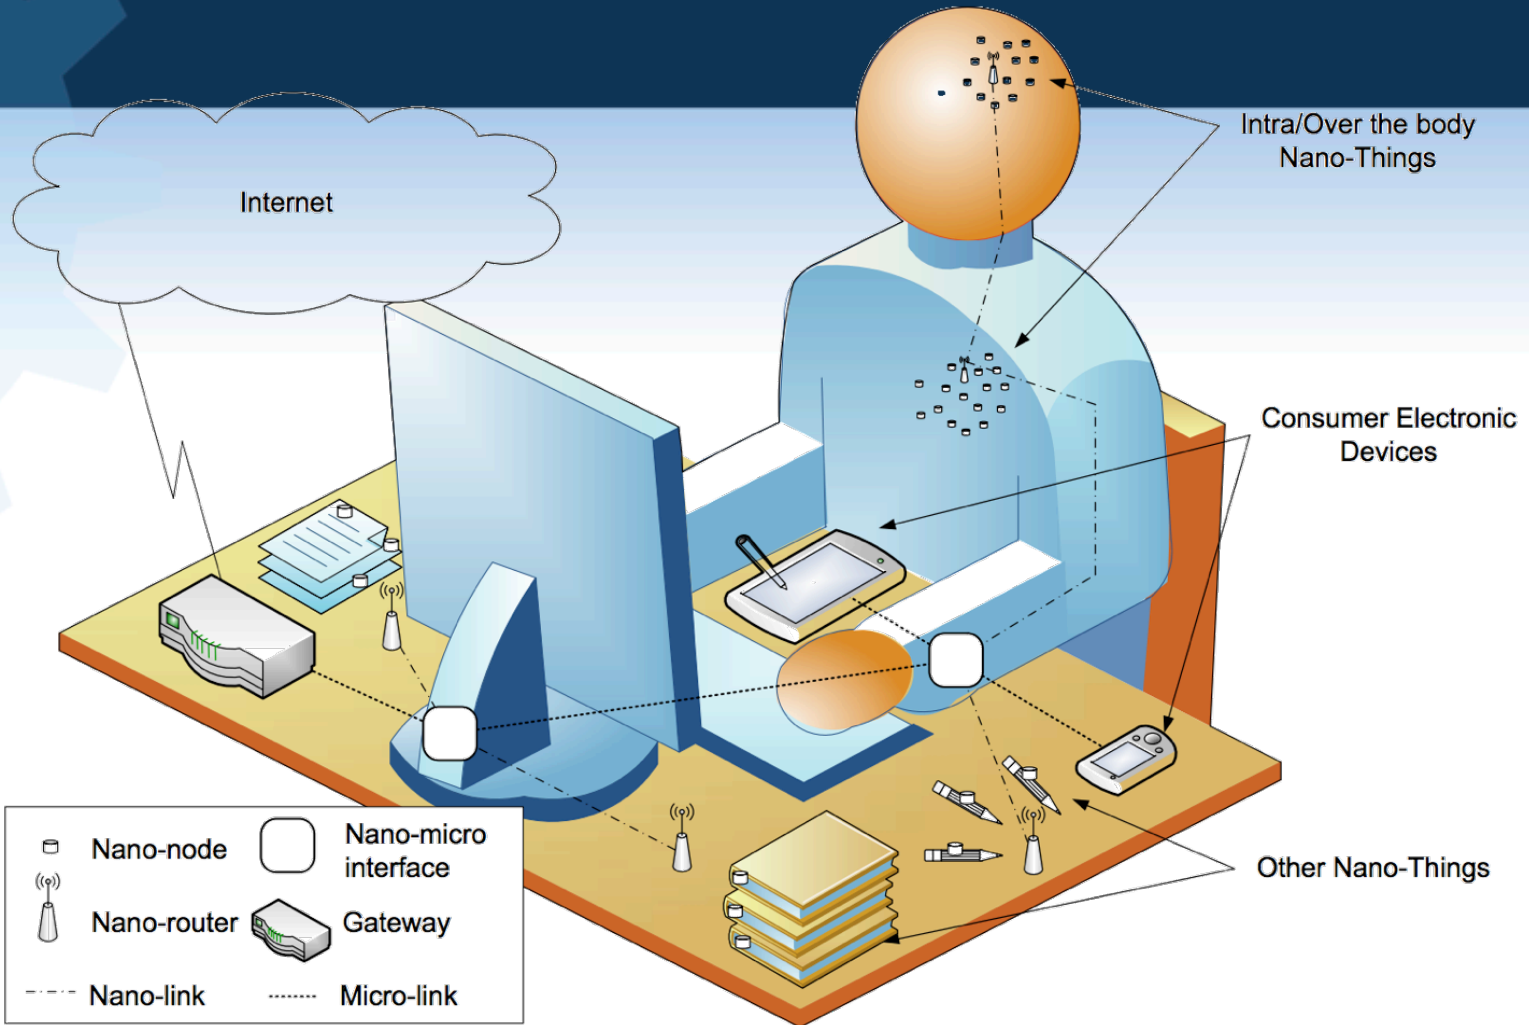 Internet
Intra/Over the body
Nano-Things
Consumer Electronic
Devices
Other Nano-Things
Nano-node
Nano-micro
interface
Nano-router
Gateway
Nano-link
Micro-link